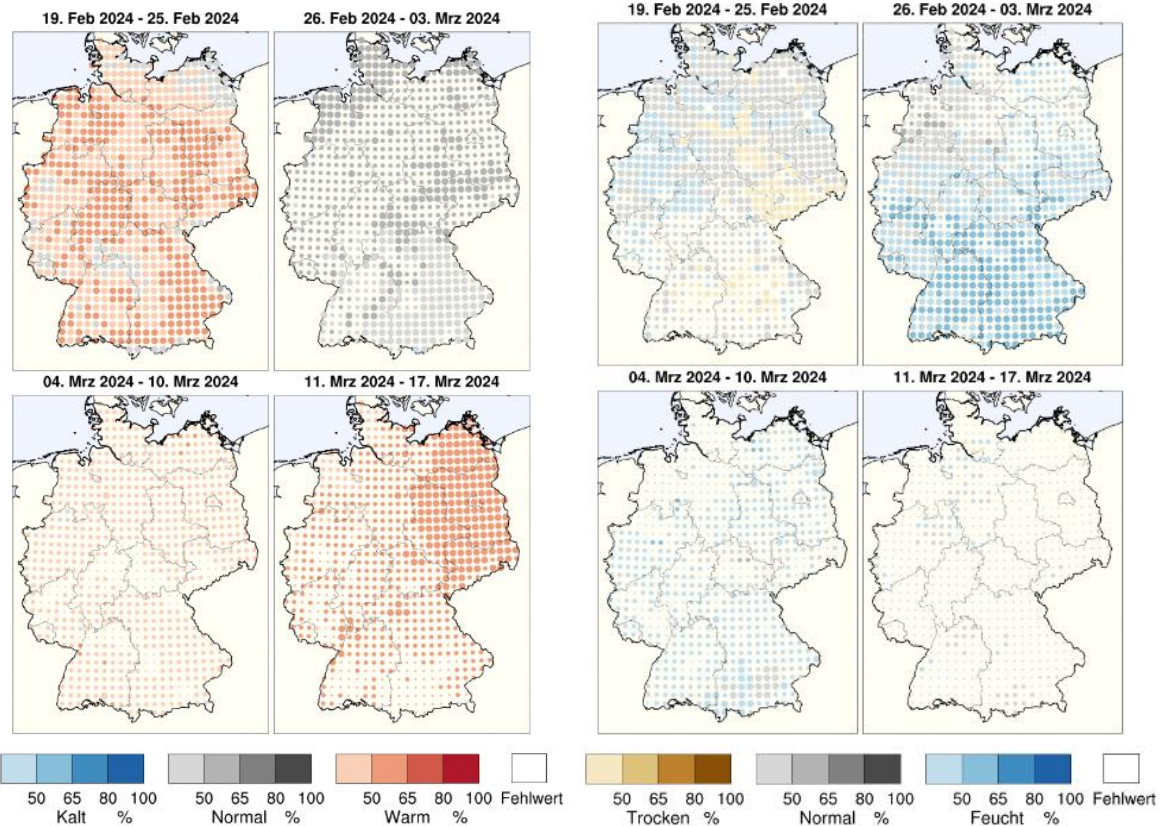 19. Feb 2024 - 25. Feb 2024
26. Feb 2024 - 03. Mrz 2024
19. Feb 2024 - 25. Feb 2024
26. Feb 2024 - 03. Mrz 2024
04. Mrz 2024 - 10. Mrz 2024
11. Mrz 2024 - 17. Mrz 2024
04. Mrz 2024 - 10. Mrz 2024
11. Mrz 2024 - 17. Mrz 2024
50 65 80 100
Kalt %
50 65 80 100
Normal %
50 65 80 100
Warm %
Fehlwert
50 65 80 100
Trocken %
50 65 80 100
Normal %
50 65 80 100
Feucht %
Fehlwert